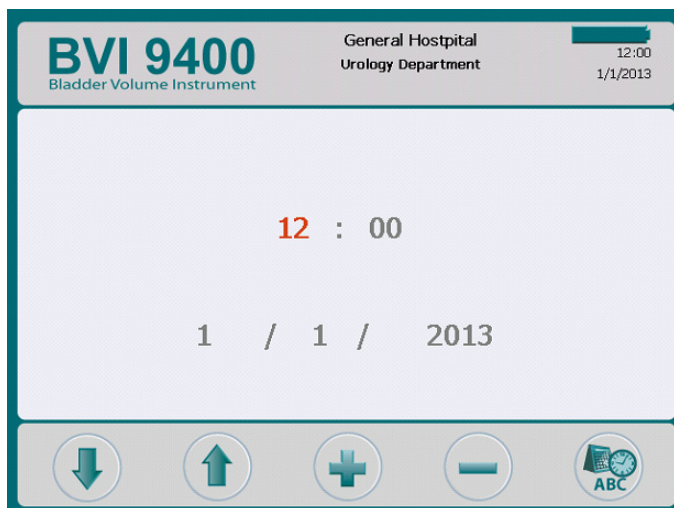 BVI 9400
Bladder Volume Instrument
General Hostpital
Urology Department
12:00
1/1/2013
12 : 00
1 / 1 / 2013
ABC